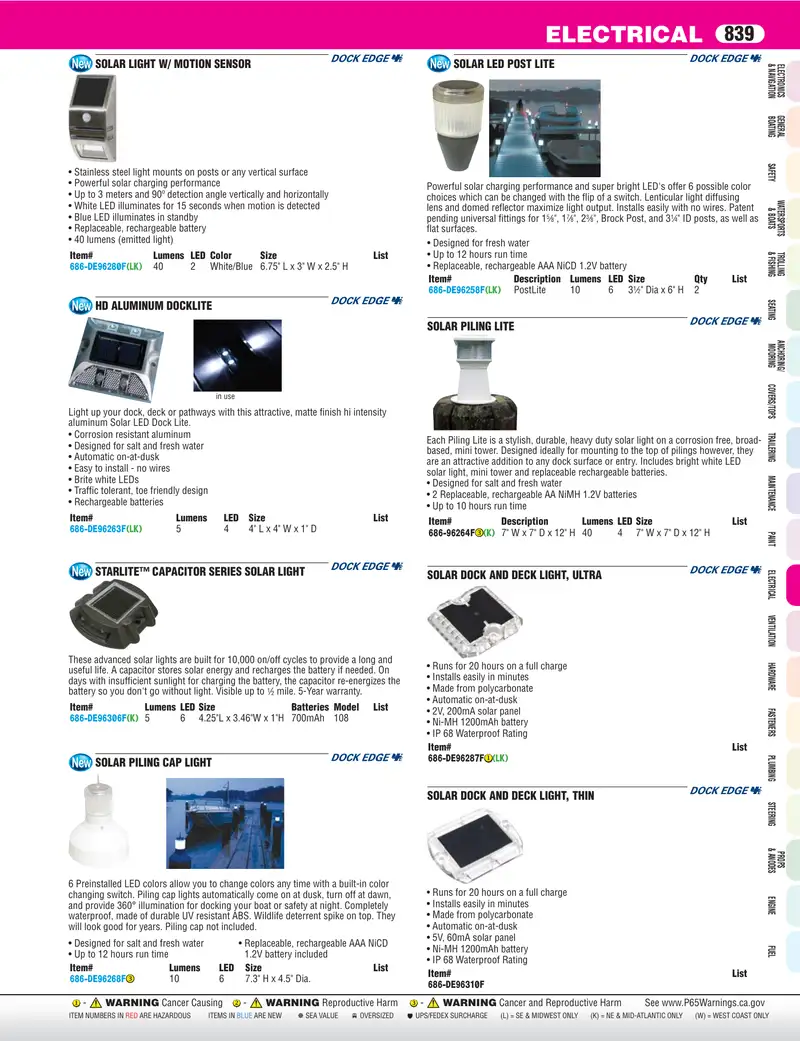 ELECTRICAL 839
New SOLAR LIGHT W/ MOTION SENSOR DOCK EDGE
• Stainless steel light mounts on posts or any vertical surface
• Powerful solar charging performance
• Up to 3 meters and 90º detection angle vertically and horizontally
• White LED illuminates for 15 seconds when motion is detected
• Blue LED illuminates in standby
• Replaceable, rechargeable battery
• 40 lumens (emitted light)
Item# Lumens LED Color Size List
686-DE96280F(LK) 40 2 White/Blue 6.75" L x 3" W x 2.5" H
New HD ALUMINUM DOCKLITE DOCK EDGE
in use
Light up your dock, deck or pathways with this attractive, matte finish hi intensity
aluminum Solar LED Dock Lite.
• Corrosion resistant aluminum
• Designed for salt and fresh water
• Automatic on-at-dusk
• Easy to install - no wires
• Brite white LEDs
• Traffic tolerant, toe friendly design
• Rechargeable batteries
Item# Lumens LED Size List
686-DE96263F(LK) 5 4 4" L x 4" W x 1" D
New STARLITE™ CAPACITOR SERIES SOLAR LIGHT DOCK EDGE
These advanced solar lights are built for 10,000 on/off cycles to provide a long and
useful life. A capacitor stores solar energy and recharges the battery if needed. On
days with insufficient sunlight for charging the battery, the capacitor re-energizes the
battery so you don't go without light. Visible up to ½ mile. 5-Year warranty.
Item# Lumens LED Size Batteries Model List
686-DE96306F(K) 5 6 4.25"L x 3.46"W x 1"H 700mAh 108
New SOLAR PILING CAP LIGHT DOCK EDGE
6 Preinstalled LED colors allow you to change colors any time with a built-in color
changing switch. Piling cap lights automatically come on at dusk, turn off at dawn,
and provide 360° illumination for docking your boat or safety at night. Completely
waterproof, made of durable UV resistant ABS. Wildlife deterrent spike on top. They
will look good for years. Piling cap not included.
• Designed for salt and fresh water
• Up to 12 hours run time
• Replaceable, rechargeable AAA NiCD
1.2V battery included
Item# Lumens LED Size List
686-DE96268F 3 10 6 7.3" H x 4.5" Dia.
New SOLAR LED POST LITE DOCK EDGE
Powerful solar charging performance and super bright LED's offer 6 possible color
choices which can be changed with the flip of a switch. Lenticular light diffusing
lens and domed reflector maximize light output. Installs easily with no wires. Patent
pending universal fittings for 1⅝", 1⅞", 2⅜", Brock Post, and 3¼" ID posts, as well as
flat surfaces.
• Designed for fresh water
• Up to 12 hours run time
• Replaceable, rechargeable AAA NiCD 1.2V battery
Item# Description Lumens LED Size Qty List
686-DE96258F(LK) PostLite 10 6 3½" Dia x 6" H 2
SOLAR PILING LITE DOCK EDGE
Each Piling Lite is a stylish, durable, heavy duty solar light on a corrosion free, broad-
based, mini tower. Designed ideally for mounting to the top of pilings however, they
are an attractive addition to any dock surface or entry. Includes bright white LED
solar light, mini tower and replaceable rechargeable batteries.
• Designed for salt and fresh water
• 2 Replaceable, rechargeable AA NiMH 1.2V batteries
• Up to 10 hours run time
Item# Description Lumens LED Size List
686-96264F 3 (K) 7" W x 7" D x 12" H 40 4 7" W x 7" D x 12" H
SOLAR DOCK AND DECK LIGHT, ULTRA DOCK EDGE
• Runs for 20 hours on a full charge
• Installs easily in minutes
• Made from polycarbonate
• Automatic on-at-dusk
• 2V, 200mA solar panel
• Ni-MH 1200mAh battery
• IP 68 Waterproof Rating
Item# List
686-DE96287F 1 (LK)
SOLAR DOCK AND DECK LIGHT, THIN DOCK EDGE
• Runs for 20 hours on a full charge
• Installs easily in minutes
• Made from polycarbonate
• Automatic on-at-dusk
• 5V, 60mA solar panel
• Ni-MH 1200mAh battery
• IP 68 Waterproof Rating
Item# List
686-DE96310F
ELECTRONICS
& NAVIGATION
GENERAL
BOATING
SAFETY
WATERSPORTS
& BOATS
TROLLING
& FISHING
SEATING
ANCHORING/
MOORING
COVERS/TOPS
TRAILERING
MAINTENANCE
PAINT
ELECTRICAL
VENTILATION
HARDWARE
FASTENERS
PLUMBING
STEERING
PROPS
& ANODES
ENGINE
FUEL
1 - WARNING Cancer Causing 2 - WARNING Reproductive Harm 3 - WARNING Cancer and Reproductive Harm See www.P65Warnings.ca.gov
ITEM NUMBERS IN RED ARE HAZARDOUS ITEMS IN BLUE ARE NEW SEA VALUE OVERSIZED UPS/FEDEX SURCHARGE (L) = SE & MIDWEST ONLY (K) = NE & MID-ATLANTIC ONLY (W) = WEST COAST ONLY